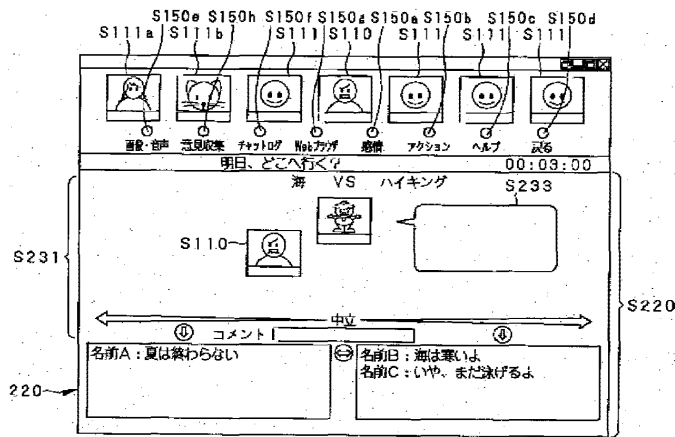 S150e S150h S150f S150g S150a S150b S150c S150d
S111a S111b S111 S110 S111 S111 S111
画像・音声 意見収集 チャットログ Webブラウザ 感情 アクション ヘルプ 戻る
明日、どこへ行く? 00:03:00
海 VS ハイキング S233
S110
S231
S220
中立
コメント
名前A:夏は終わらない
名前B:海は寒いよ
名前C:いや、まだ泳げるよ
220